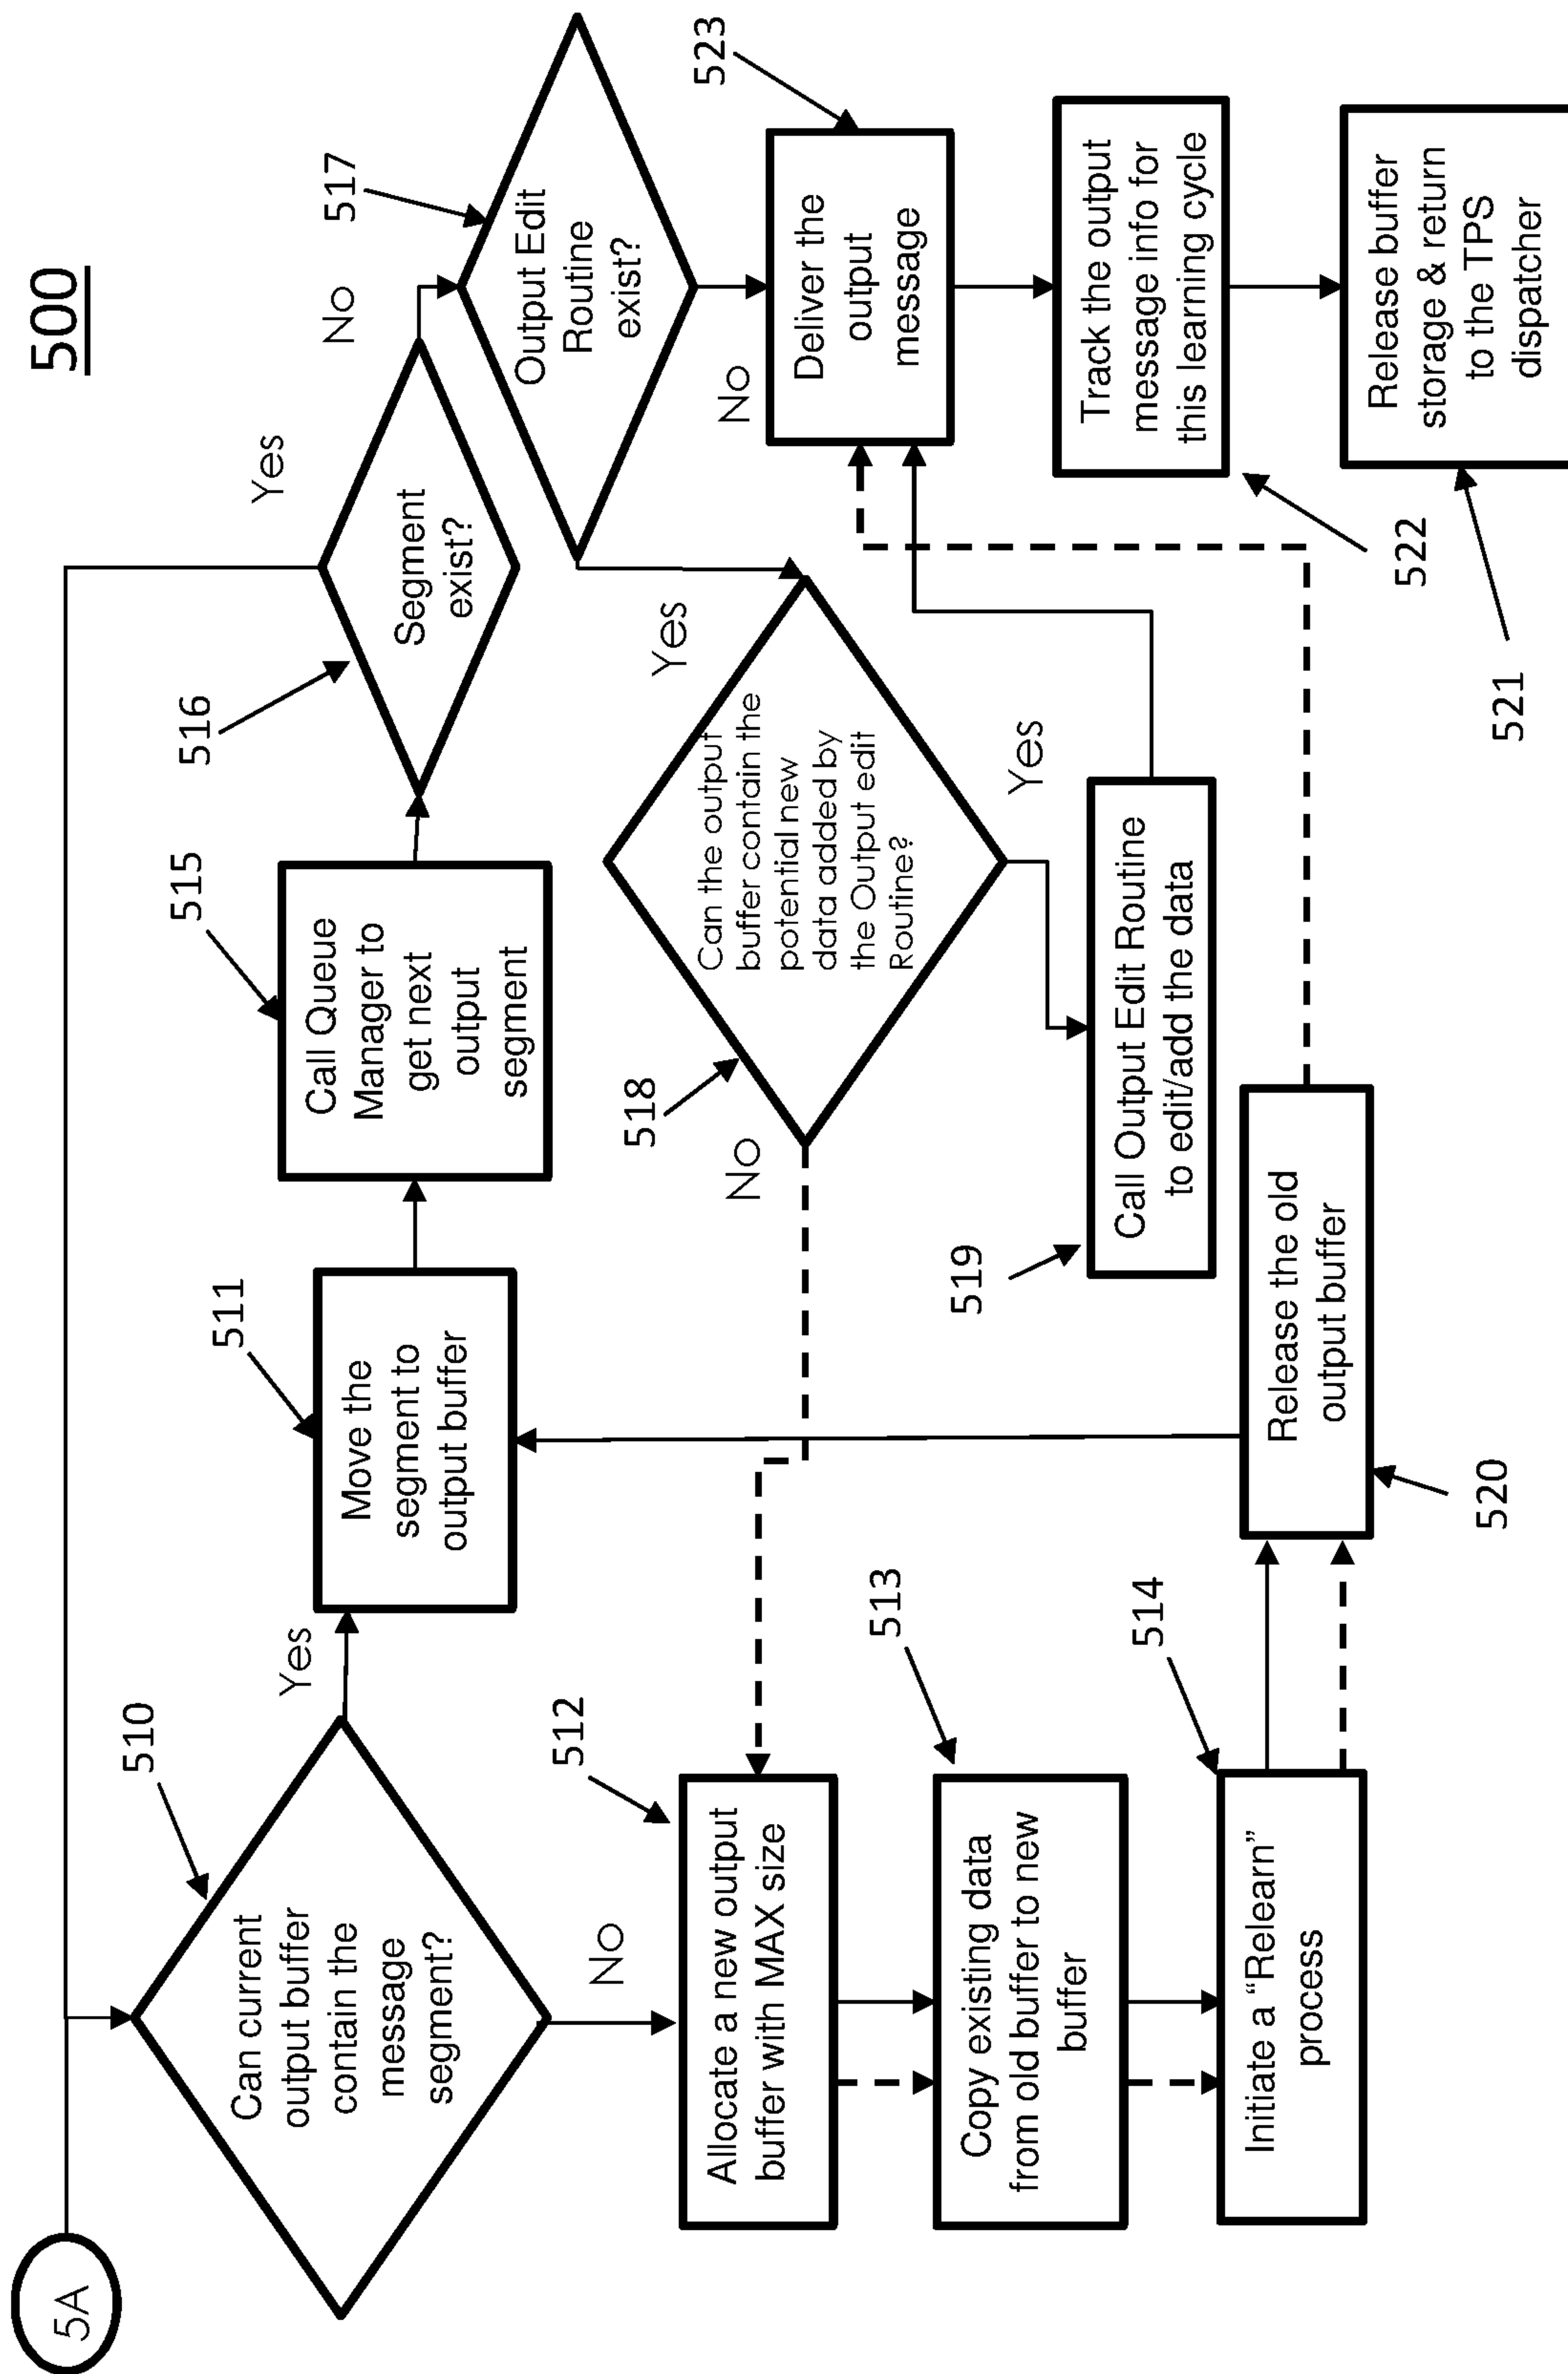 500
5A
510
Can current
output buffer
contain the
message
segment?
Yes
No
511
Move the
segment to
output buffer
515
Call Queue
Manager to
get next
output
segment
516
Segment
exist?
Yes
No
517
Output Edit
Routine
exist?
Yes
No
512
Allocate a new output
buffer with MAX size
513
Copy existing data
from old buffer to new
buffer
514
Initiate a “Relearn”
process
518
Can the output
buffer contain the
potential new
data added by
the Output edit
Routine?
No
Yes
519
Call Output Edit Routine
to edit/add the data
520
Release the old
output buffer
523
Deliver the
output
message
522
Track the output
message info for
this learning cycle
521
Release buffer
storage & return
to the TPS
dispatcher